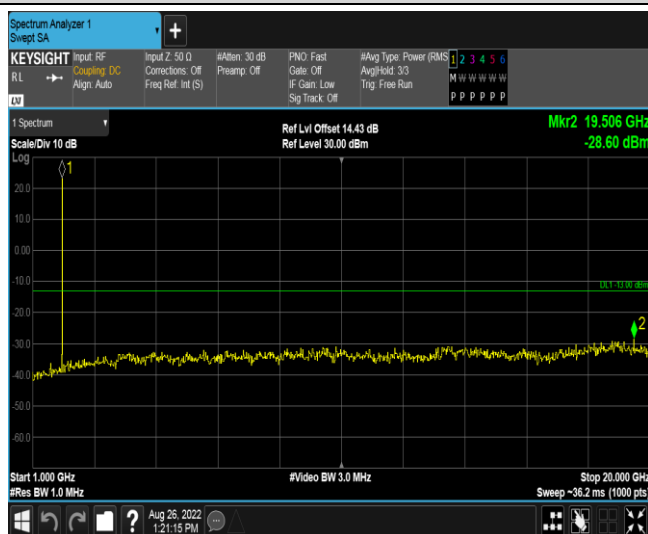 Spectrum Analyzer 1
Swept SA
+
KEYSIGHT
RL
LXI
Input: RF
Coupling: DC
Align: Auto
Input Z: 50 Ω
Corrections: Off
Freq Ref: Int (S)
#Atten: 30 dB
Preamp: Off
PNO: Fast
Gate: Off
IF Gain: Low
Sig Track: Off
#Avg Type: Power (RMS
Avg|Hold: 3/3
Trig: Free Run
1 2 3 4 5 6
M W W W W W
P P P P P P
1 Spectrum
Scale/Div 10 dB
Ref Lvl Offset 14.43 dB
Ref Level 30.00 dBm
Mkr2 19.506 GHz
-28.60 dBm
Log
1
20.0
10.0
0.00
-10.0
DL1 -13.00 dBm
-20.0
2
-30.0
-40.0
-50.0
-60.0
Start 1.000 GHz
#Res BW 1.0 MHz
#Video BW 3.0 MHz
Stop 20.000 GHz
Sweep ~36.2 ms (1000 pts)
?
Aug 26, 2022
1:21:15 PM